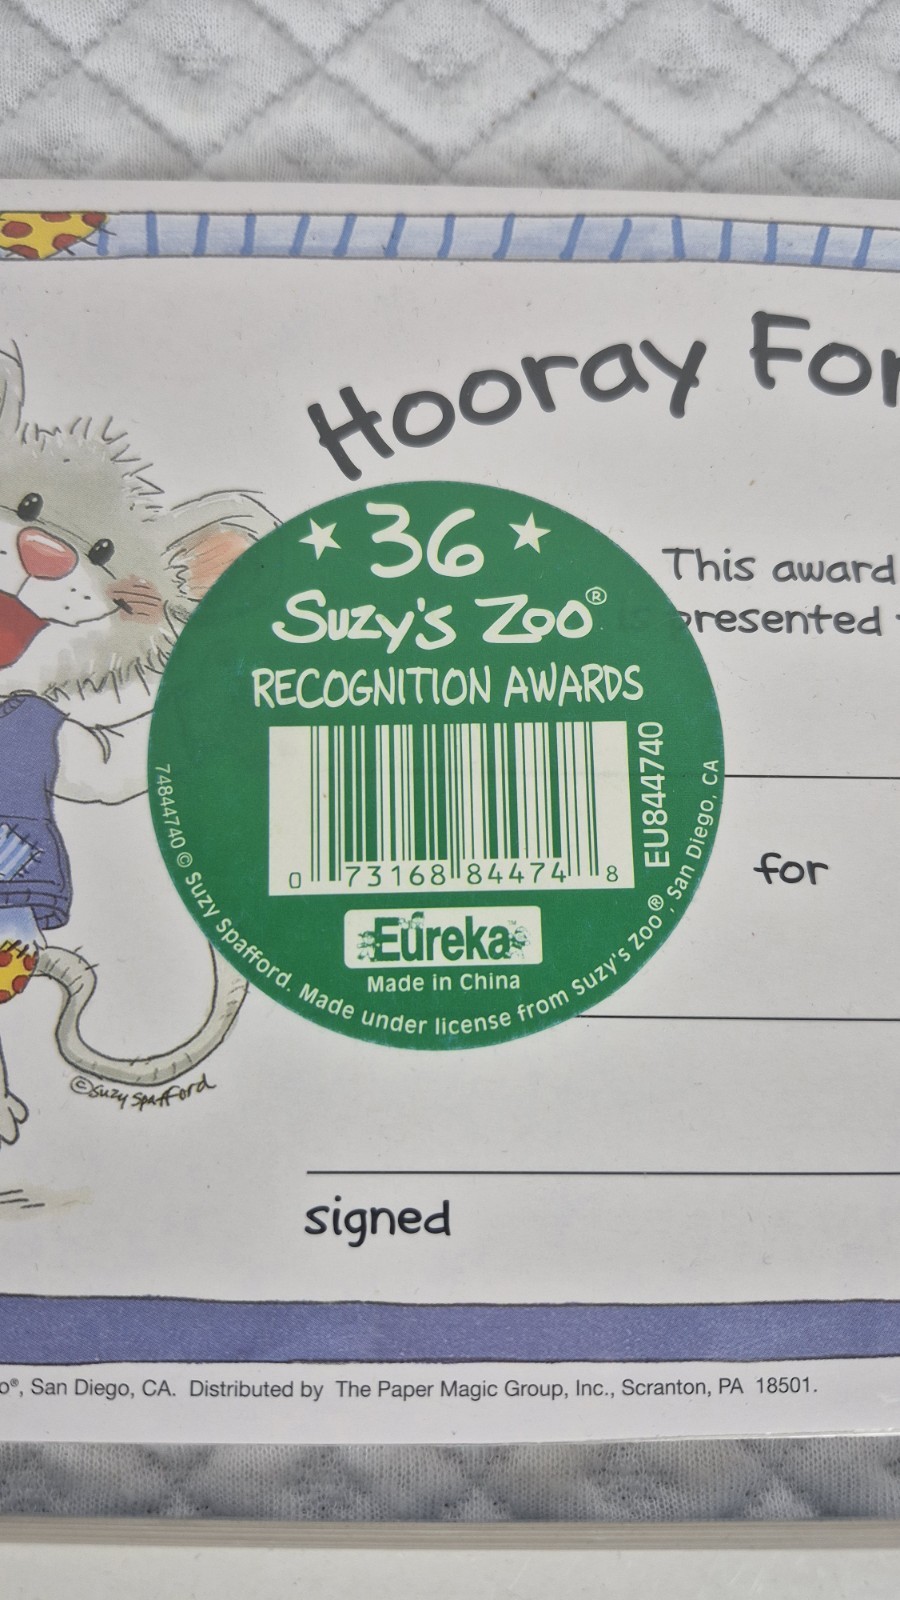 Hooray For
This award
presented
36
Suzy's Zoo®
RECOGNITION AWARDS
EU844740
0 73168 84474 8
Eureka
Made in China
74844740 © Suzy Spafford. Made under license from Suzy's Zoo®, San Diego, CA
for
©Suzy Spafford
signed
San Diego, CA. Distributed by The Paper Magic Group, Inc., Scranton, PA 18501.